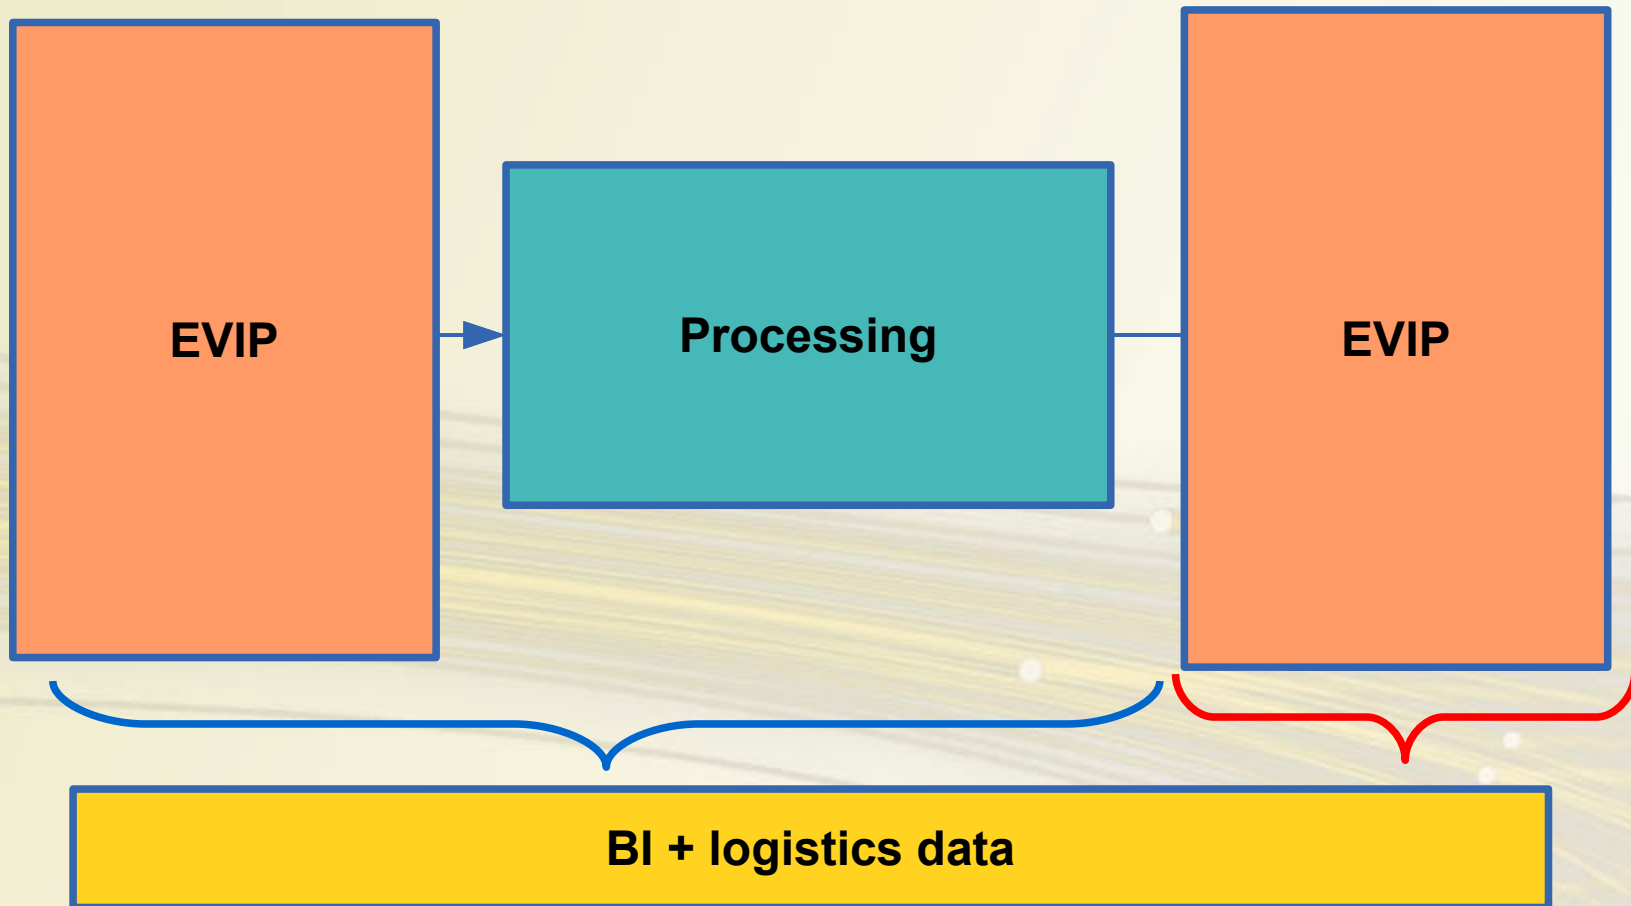 EVIP
Processing
EVIP
BI + logistics data